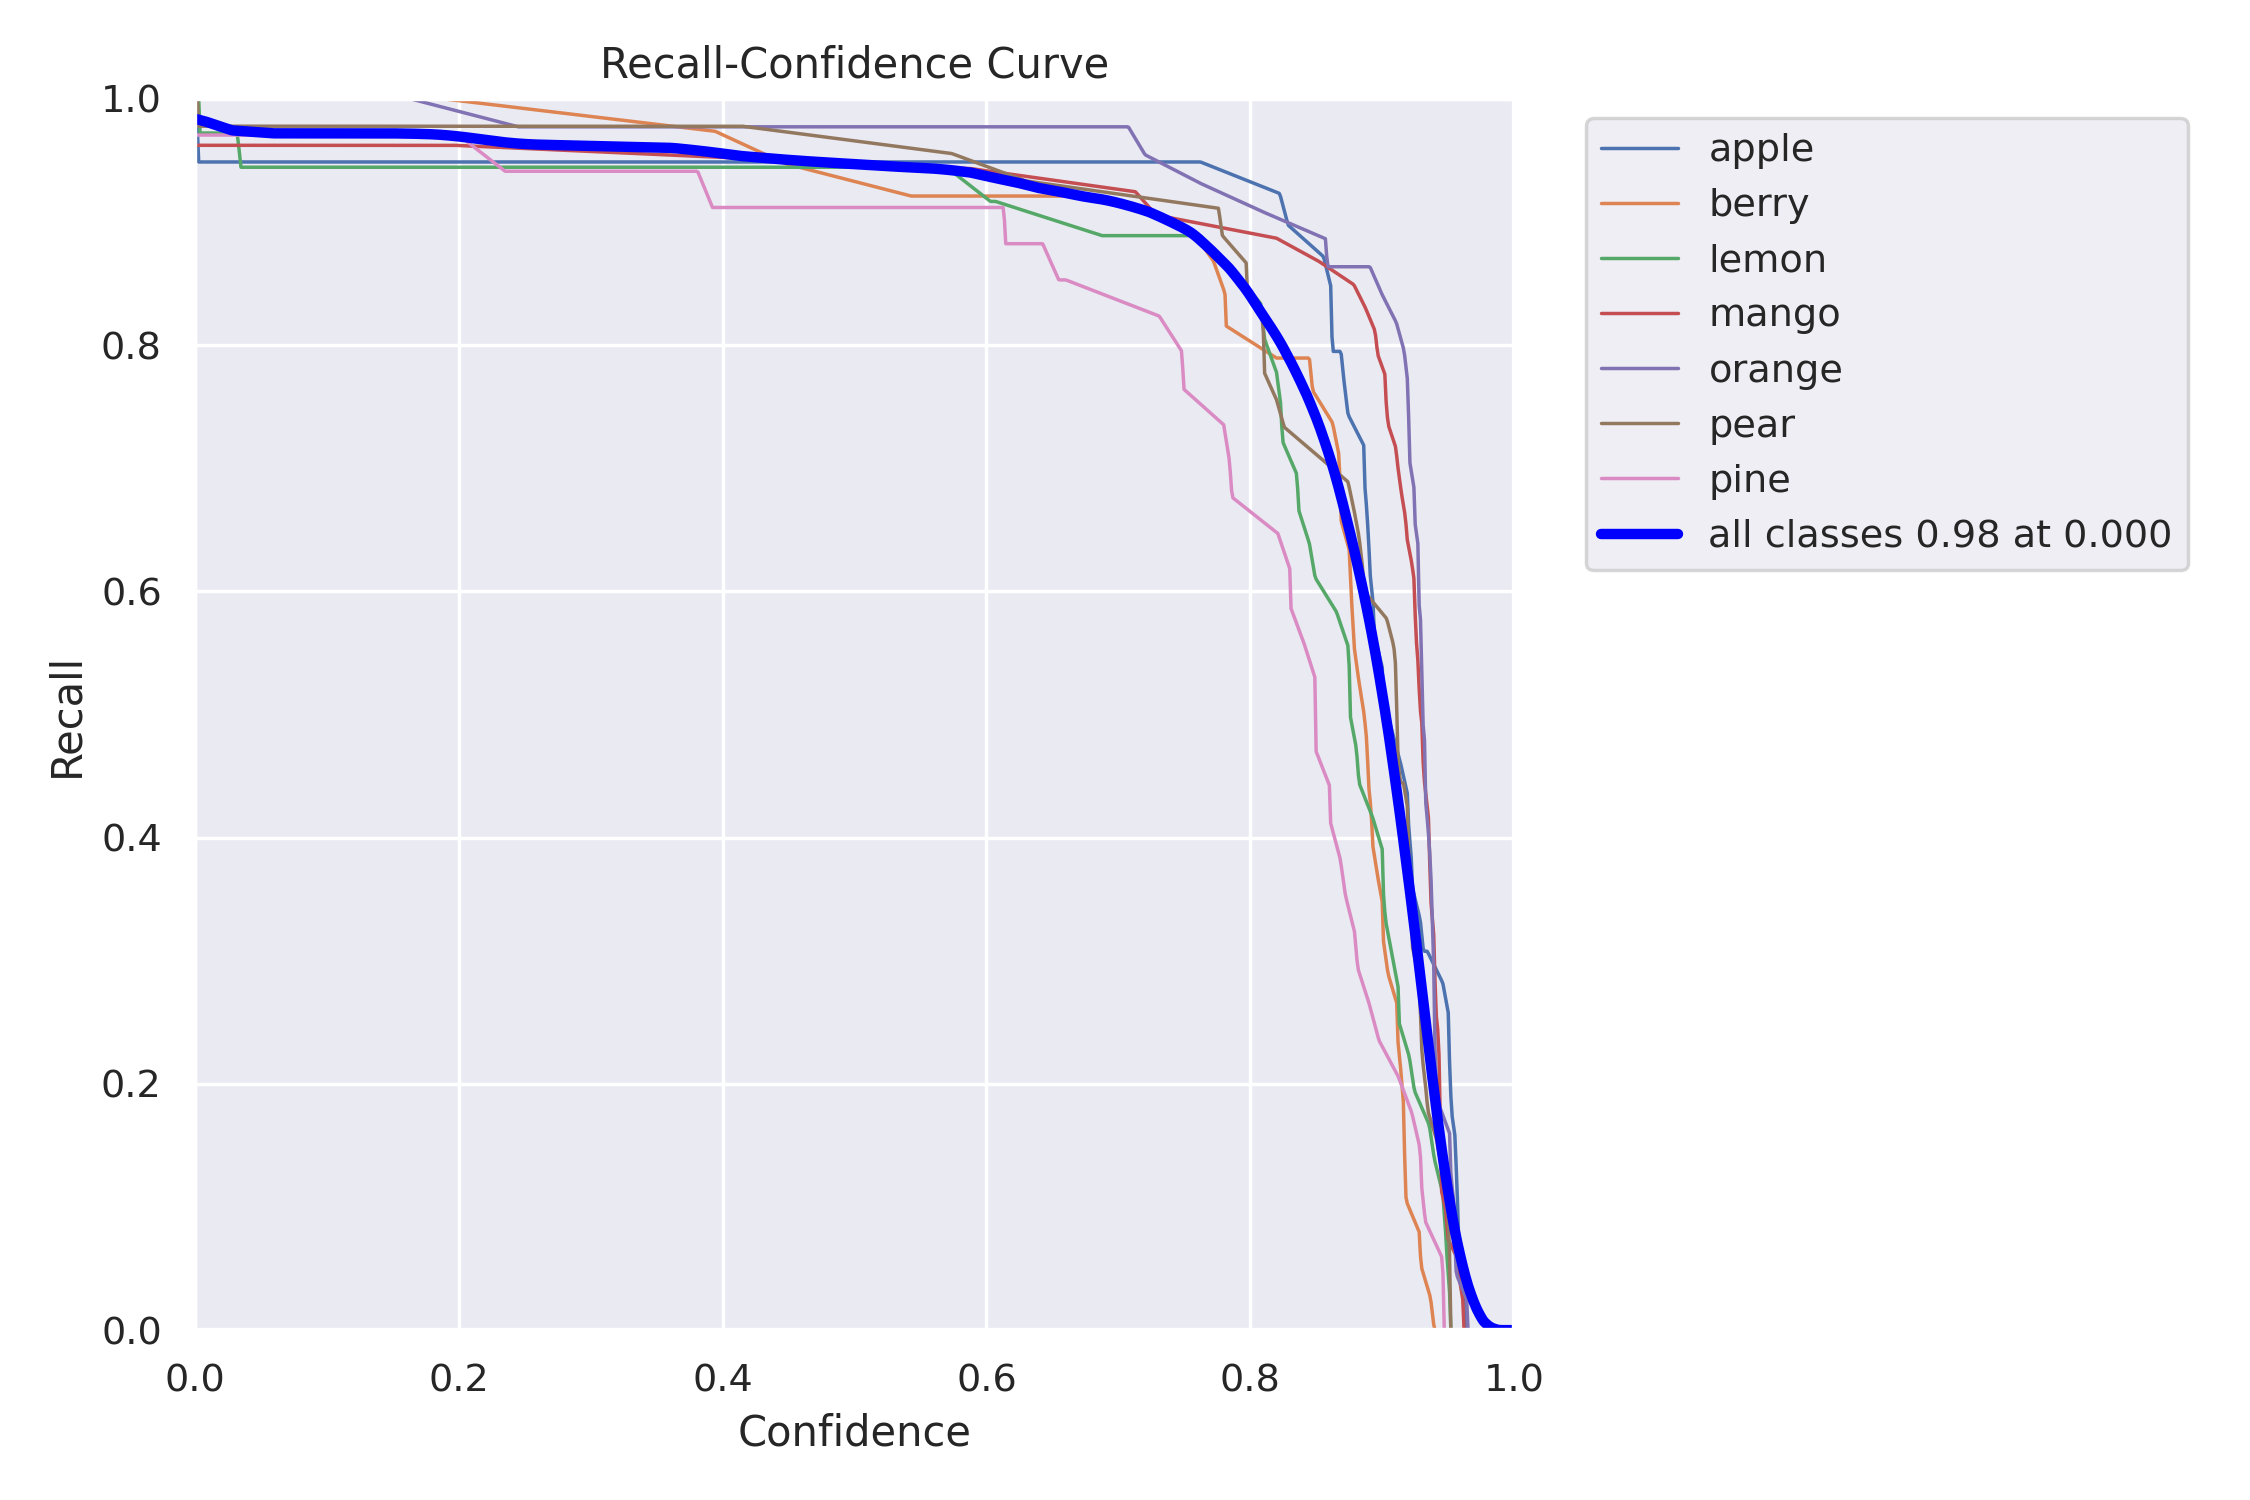 Recall-Confidence Curve
1.0
0.8
0.6
0.4
0.2
0.0
Recall
0.0 0.2 0.4 0.6 0.8 1.0
Confidence
apple
berry
lemon
mango
orange
pear
pine
all classes 0.98 at 0.000